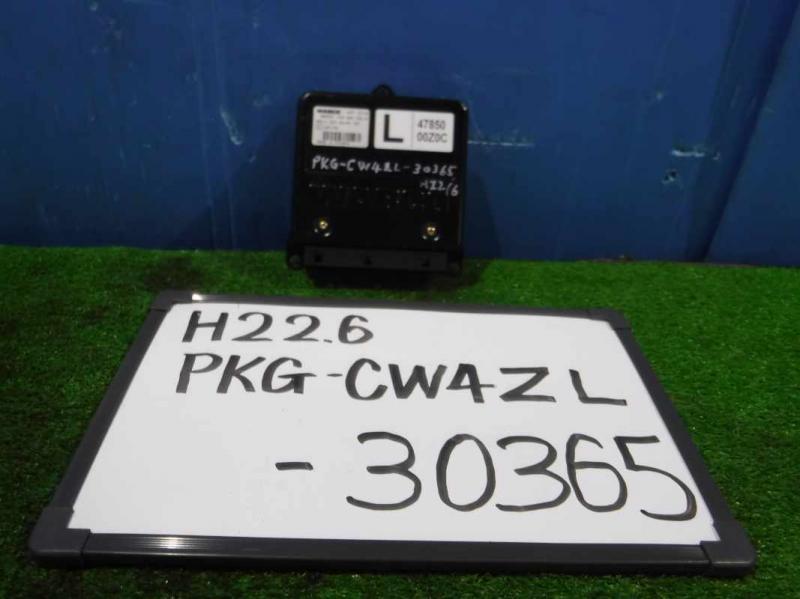 L
47850
00Z0C
PKG-CW4ZL-30365
H22/6
H22.6
PKG-CW4ZL
-30365